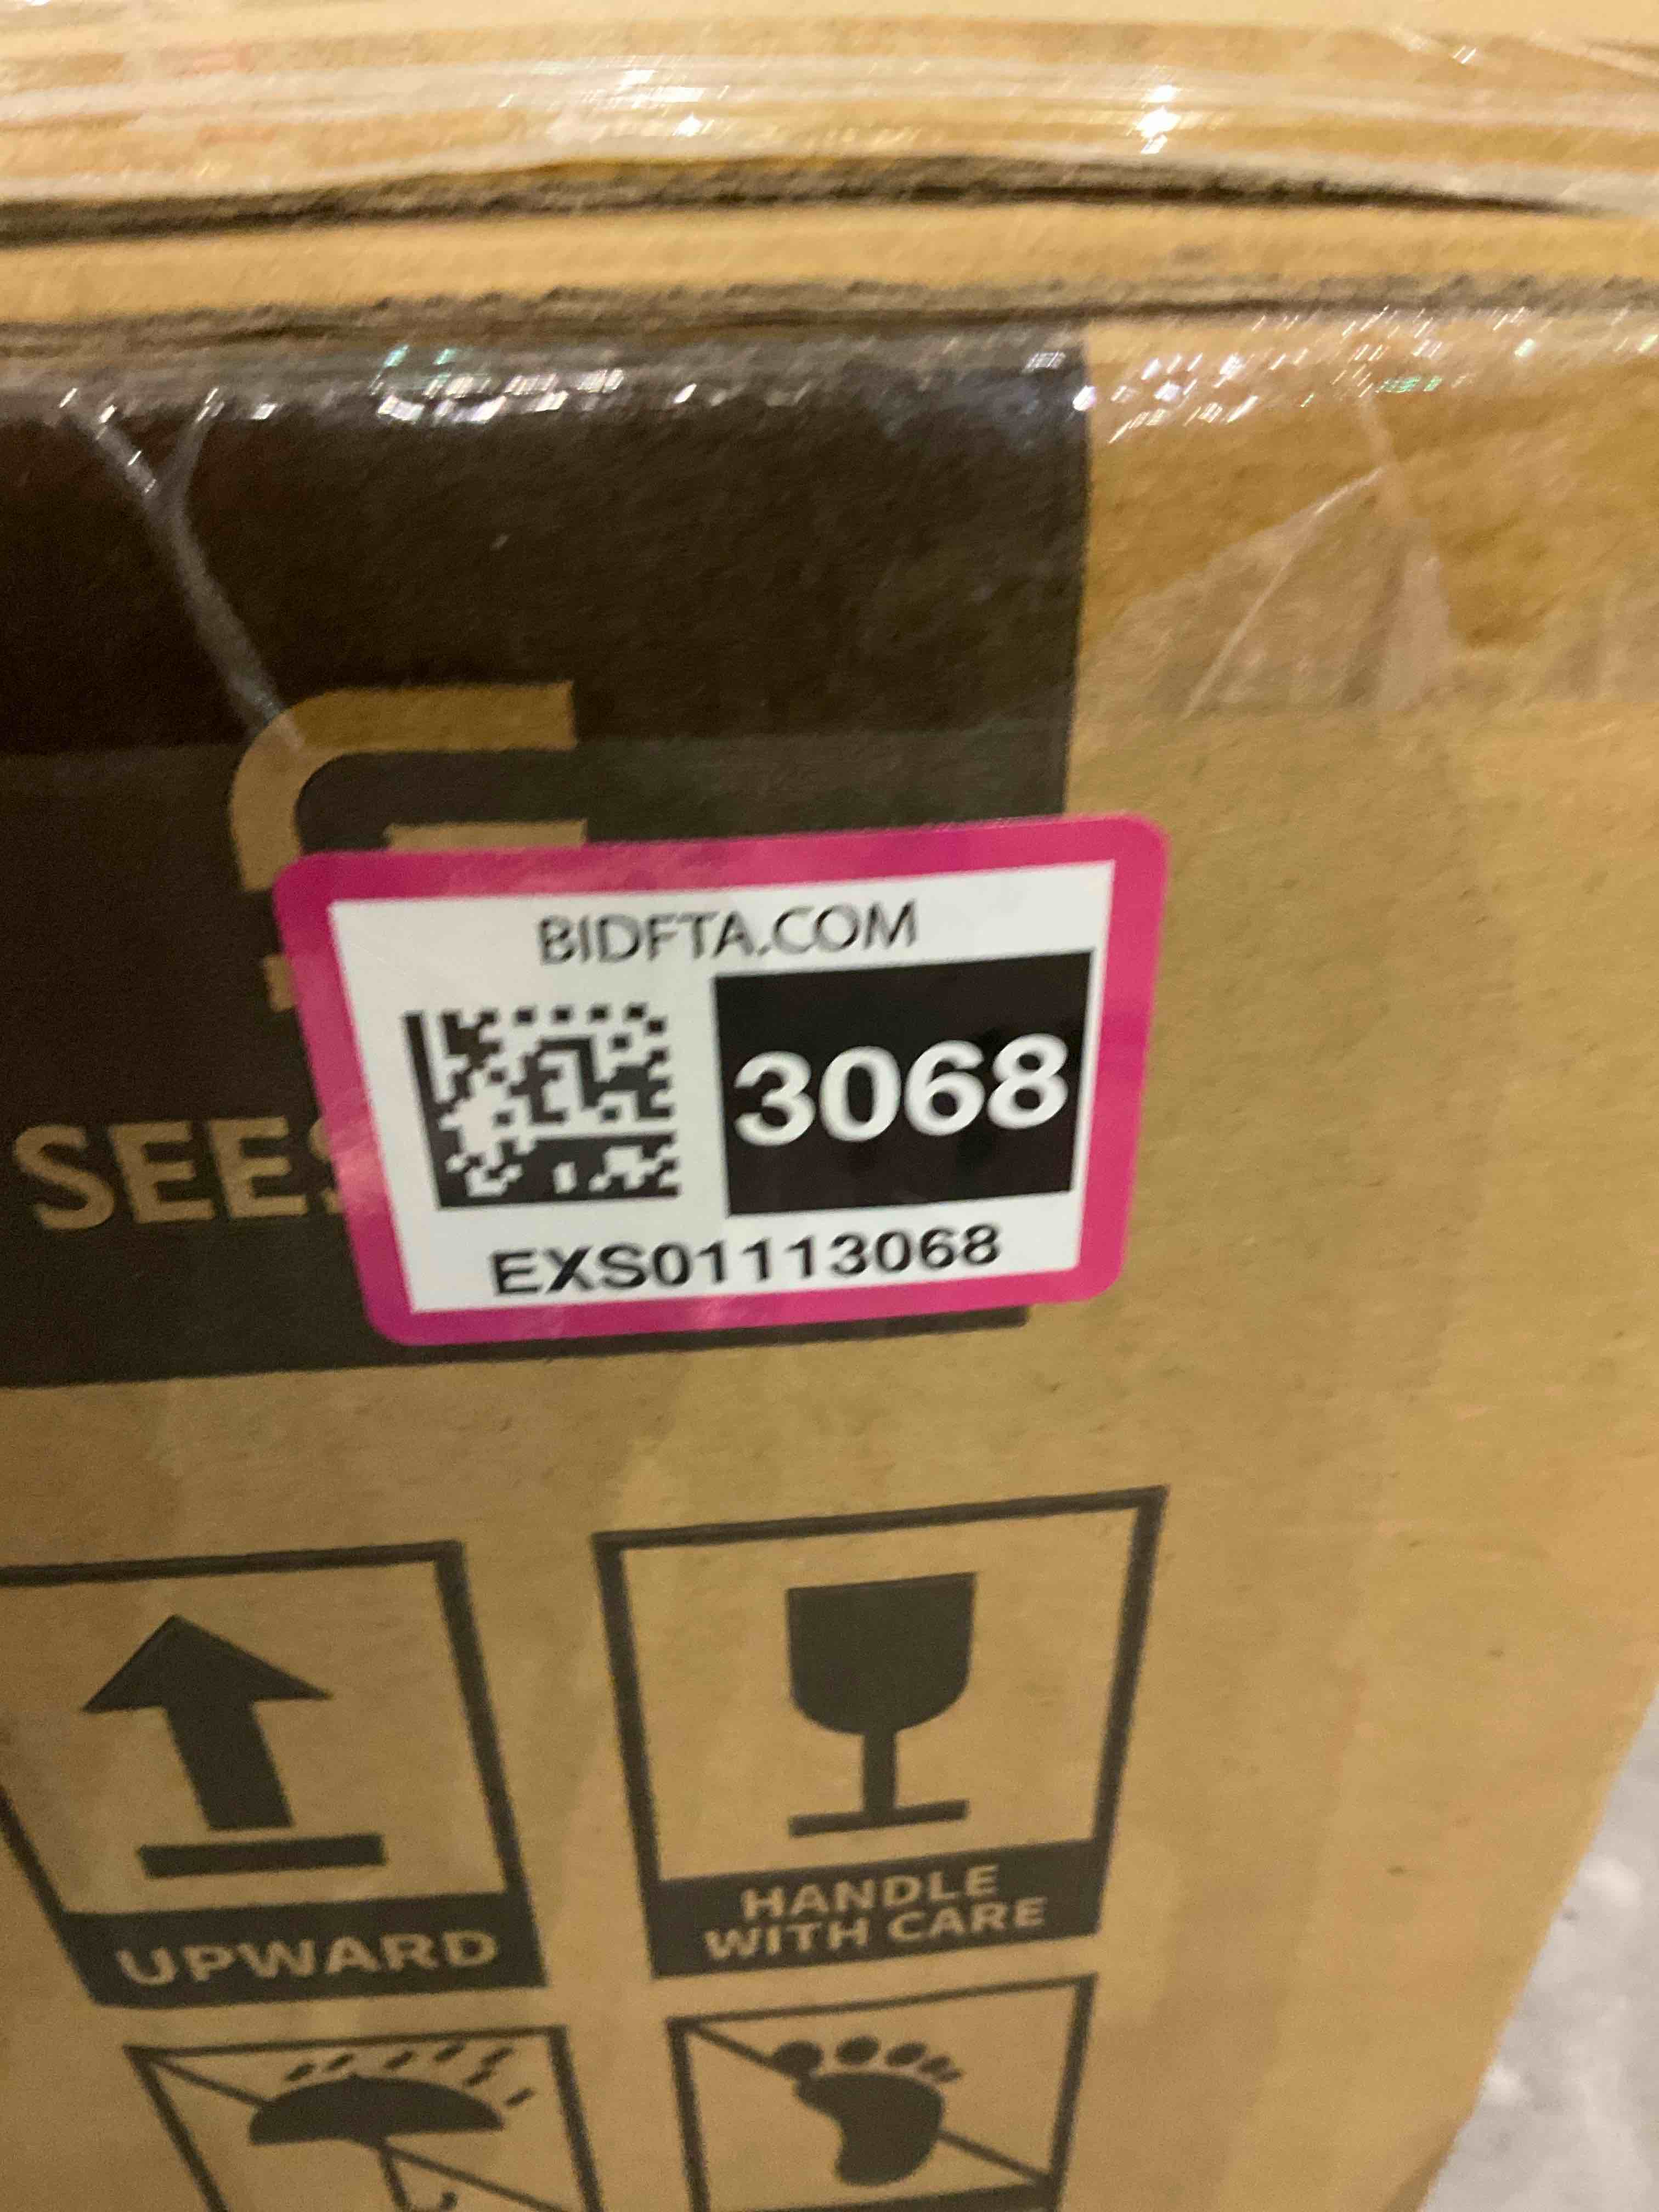 BIDFTA.COM
3068
SEES
EXS01113068
UPWARD
HANDLE
WITH CARE